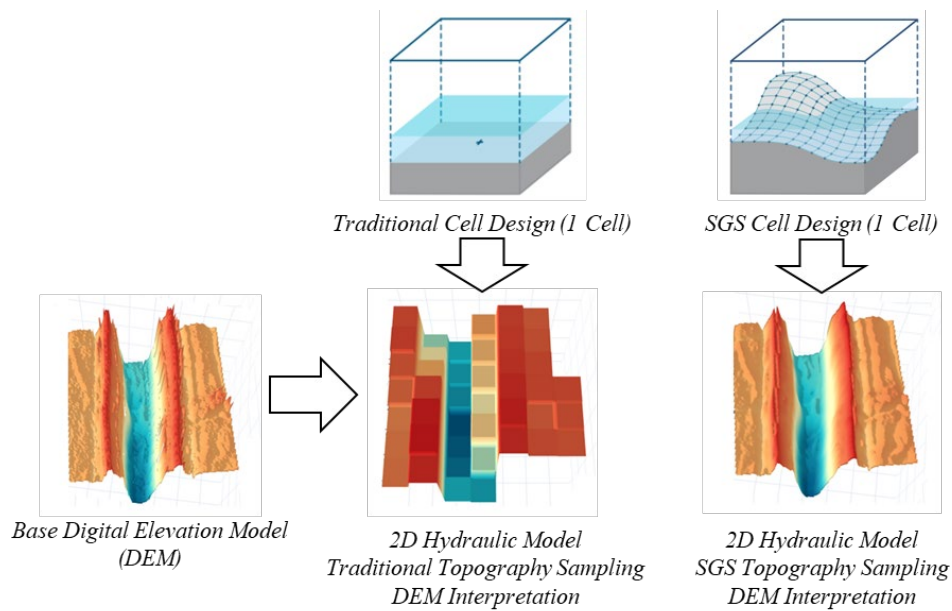 Traditional Cell Design (1 Cell)
SGS Cell Design (1 Cell)
Base Digital Elevation Model
(DEM)
2D Hydraulic Model
Traditional Topography Sampling
DEM Interpretation
2D Hydraulic Model
SGS Topography Sampling
DEM Interpretation